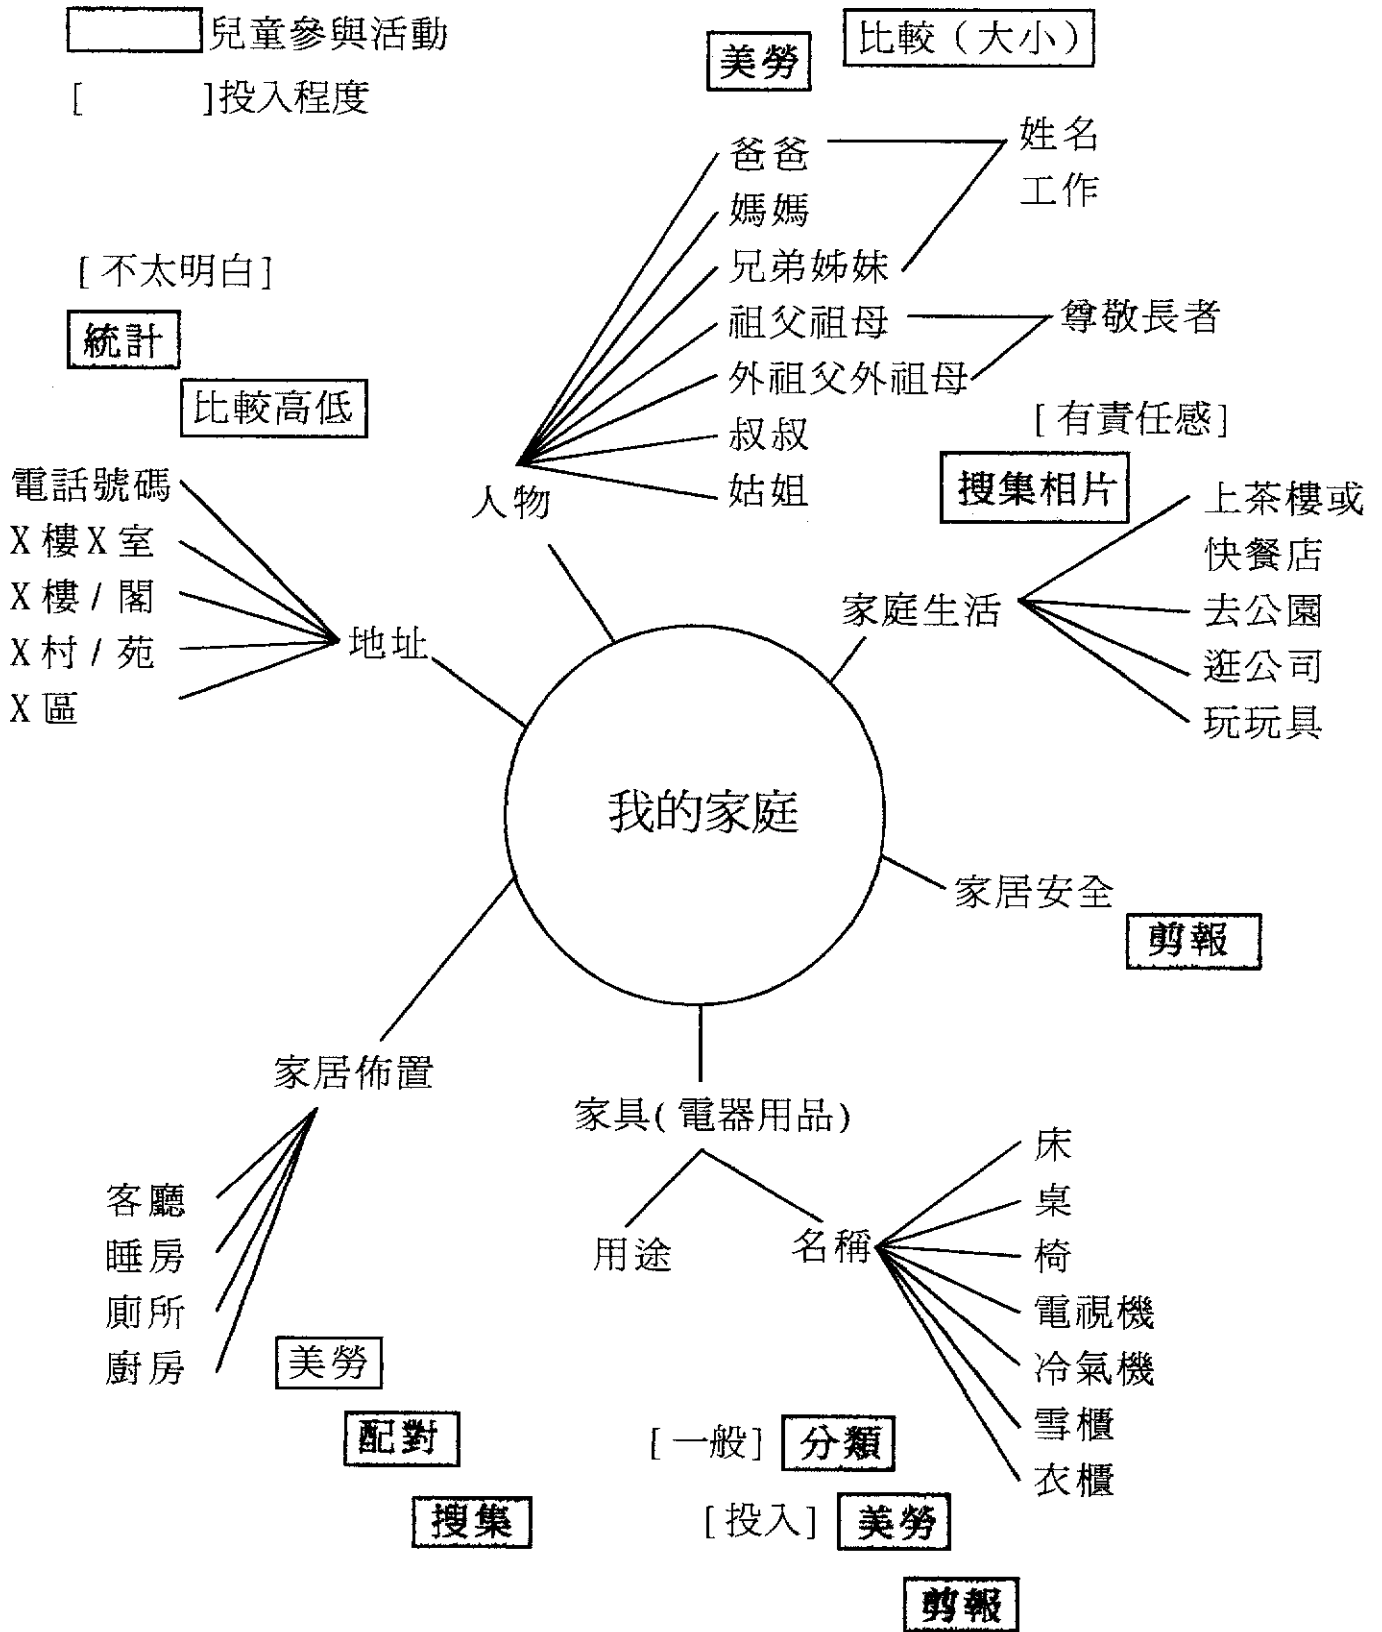 兒童參與活動
[ ]投入程度
美勞
比較（大小）
爸爸
媽媽
兄弟姊妹
祖父祖母
外祖父外祖母
叔叔
姑姐
姓名
工作
尊敬長者
人物
[不太明白]
統計
比較高低
電話號碼
X樓X室
X樓/閣
X村/苑
X區
地址
[有責任感]
搜集相片
家庭生活
上茶樓或
快餐店
去公園
逛公司
玩玩具
我的家庭
家居安全
剪報
家居佈置
客廳
睡房
廁所
廚房
美勞
配對
搜集
家具(電器用品)
用途
名稱
床
桌
椅
電視機
冷氣機
雪櫃
衣櫃
[一般] 分類
[投入] 美勞
剪報